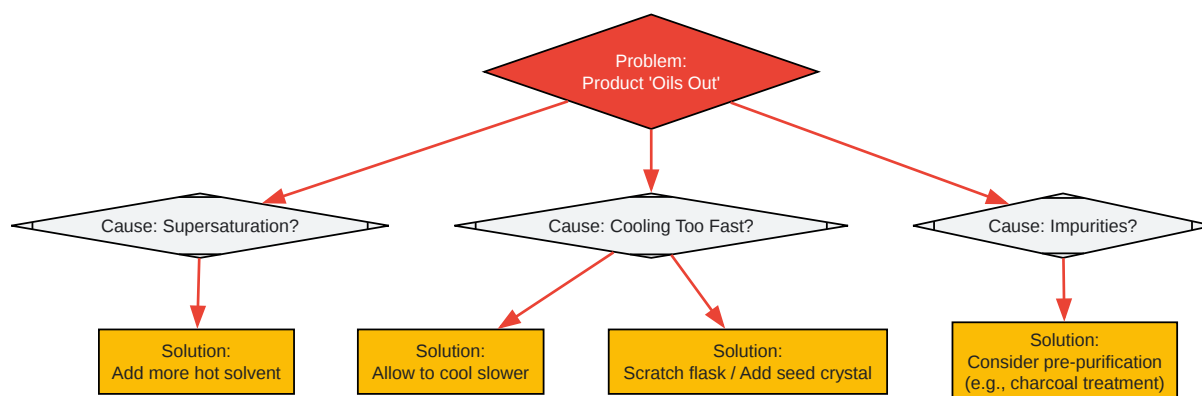 Problem:
Product 'Oils Out'
Cause: Supersaturation?
Cause: Cooling Too Fast?
Cause: Impurities?
Solution:
Add more hot solvent
Solution:
Allow to cool slower
Solution:
Scratch flask / Add seed crystal
Solution:
Consider pre-purification
(e.g., charcoal treatment)